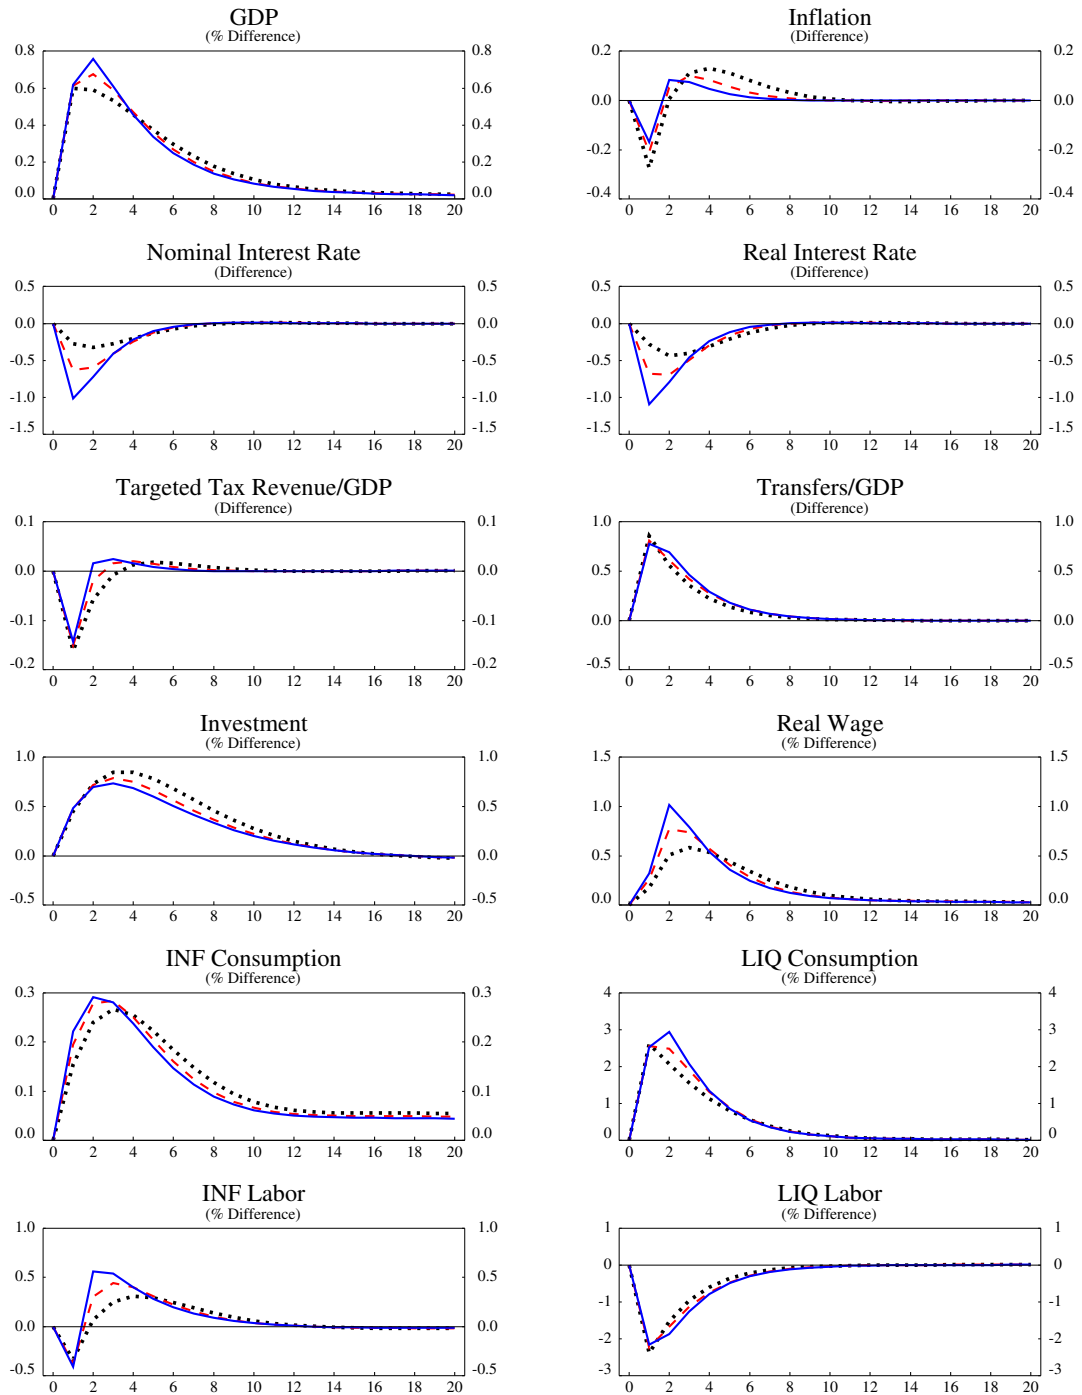 GDP
(% Difference)
0.8 0.8
0.6 0.6
0.4 0.4
0.2 0.2
0.0 0.0
0 2 4 6 8 10 12 14 16 18 20
Inflation
(Difference)
0.2 0.2
0.0 0.0
-0.2 -0.2
-0.4 -0.4
0 2 4 6 8 10 12 14 16 18 20
Nominal Interest Rate
(Difference)
0.5 0.5
0.0 0.0
-0.5 -0.5
-1.0 -1.0
-1.5 -1.5
0 2 4 6 8 10 12 14 16 18 20
Real Interest Rate
(Difference)
0.5 0.5
0.0 0.0
-0.5 -0.5
-1.0 -1.0
-1.5 -1.5
0 2 4 6 8 10 12 14 16 18 20
Targeted Tax Revenue/GDP
(Difference)
0.1 0.1
0.0 0.0
-0.1 -0.1
-0.2 -0.2
0 2 4 6 8 10 12 14 16 18 20
Transfers/GDP
(Difference)
1.0 1.0
0.5 0.5
0.0 0.0
-0.5 -0.5
0 2 4 6 8 10 12 14 16 18 20
Investment
(% Difference)
1.0 1.0
0.5 0.5
0.0 0.0
-0.5 -0.5
0 2 4 6 8 10 12 14 16 18 20
Real Wage
(% Difference)
1.5 1.5
1.0 1.0
0.5 0.5
0.0 0.0
0 2 4 6 8 10 12 14 16 18 20
INF Consumption
(% Difference)
0.3 0.3
0.2 0.2
0.1 0.1
0.0 0.0
0 2 4 6 8 10 12 14 16 18 20
LIQ Consumption
(% Difference)
4 4
3 3
2 2
1 1
0 0
0 2 4 6 8 10 12 14 16 18 20
INF Labor
(% Difference)
1.0 1.0
0.5 0.5
0.0 0.0
-0.5 -0.5
0 2 4 6 8 10 12 14 16 18 20
LIQ Labor
(% Difference)
1 1
0 0
-1 -1
-2 -2
-3 -3
0 2 4 6 8 10 12 14 16 18 20